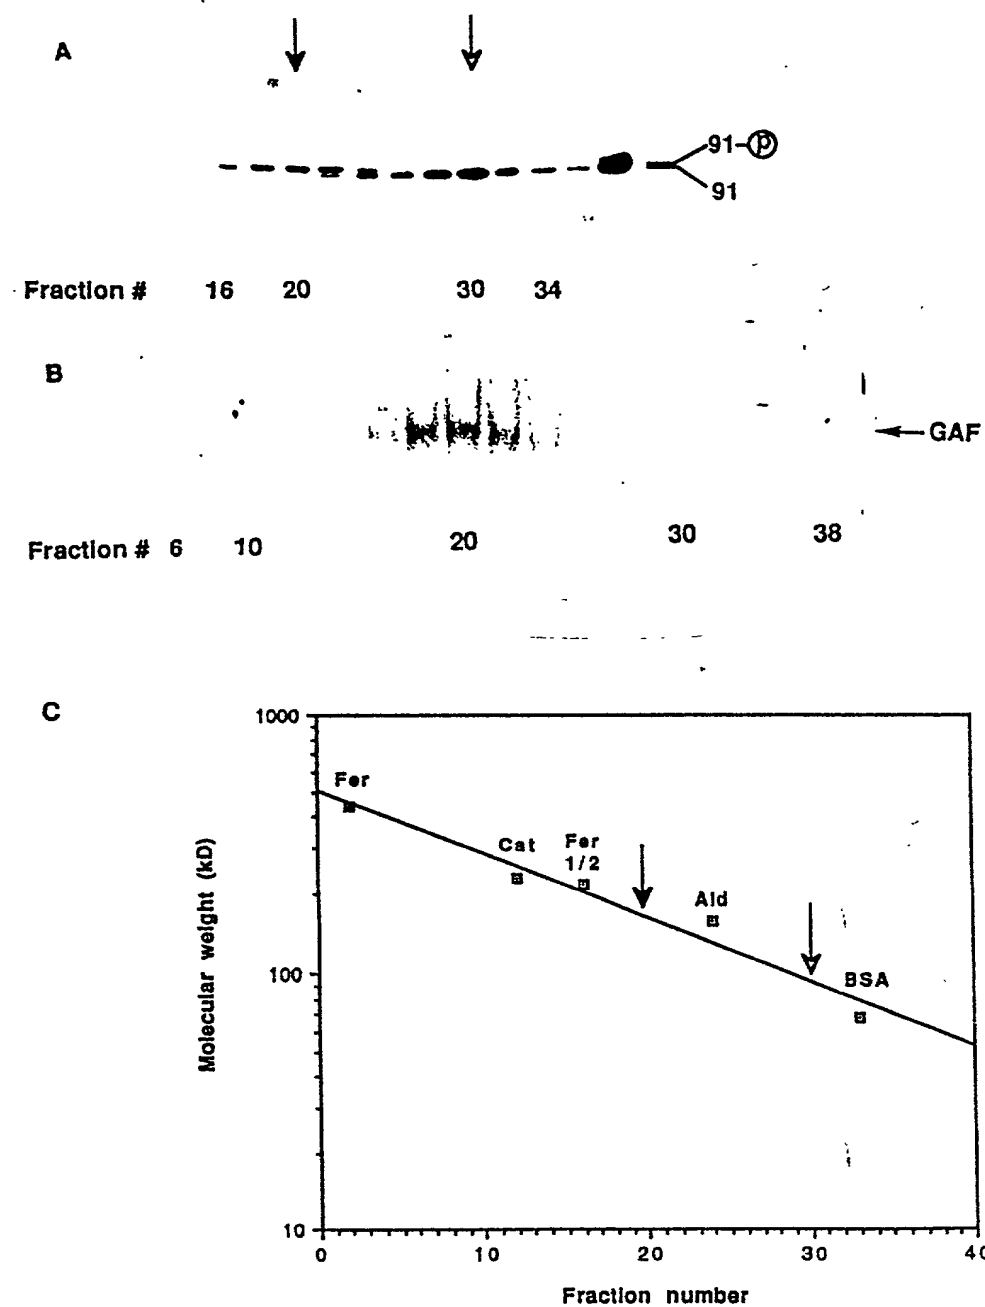 A
91-P
91
Fraction # 16 20 30 34
B
GAF
Fraction # 6 10 20 30 38
C
1000
Fer
Cat
Fer
1/2
Ald
100
BSA
Molecular weight (kD)
10
0 10 20 30 40
Fraction number